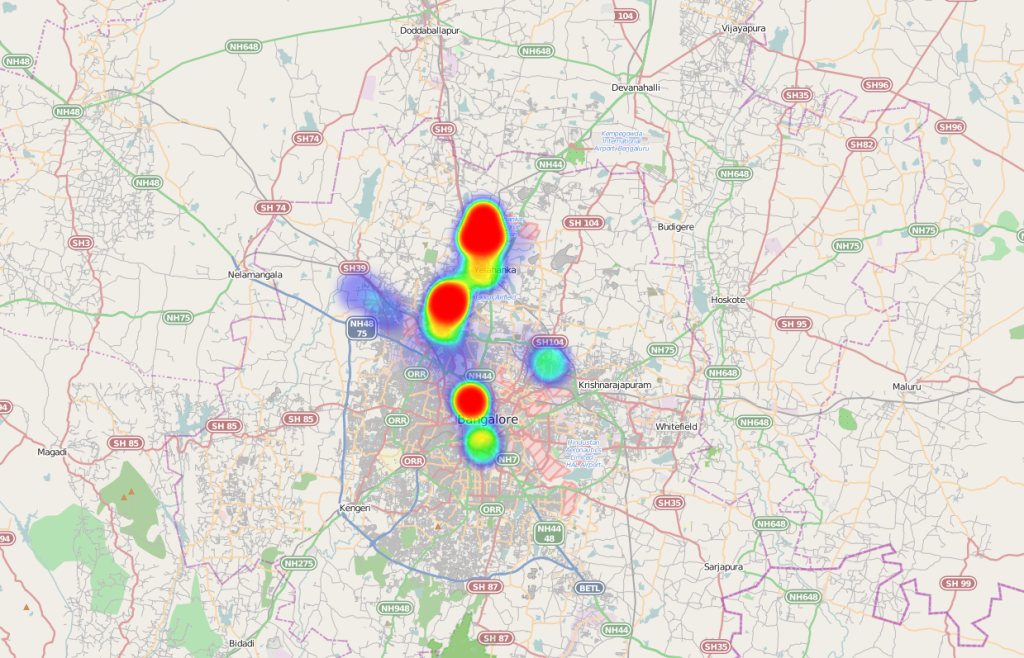 104
Doddaballapur
Vijayapura
NH648
NH648
NH48
Devanahalli
SH96
SH35
NH48
SH96
SH9
SH74
Kempegowda
International
Airport Bengaluru
SH82
NH44
NH648
NH48
SH 74
SH 104
Budigere
NH75
SH3
NH75
SH39
Yelahanka
Nelamangala
Hoskote
NH75
SH 95
NH48
75
SH104
NH75
ORR
NH44
NH648
Krishnarajapuram
Maluru
SH 85
ORR
Bangalore
NH648
SH 85
Whitefield
SH 85
Hindustan
Aeronautics
Limited
HAL Airport
Magadi
ORR
NH7
SH35
Kengeri
ORR
NH648
94
NH44
48
NH275
Sarjapura
SH 87
BETL
SH 99
NH648
NH948
NH44
SH 87
Bidadi
SH35